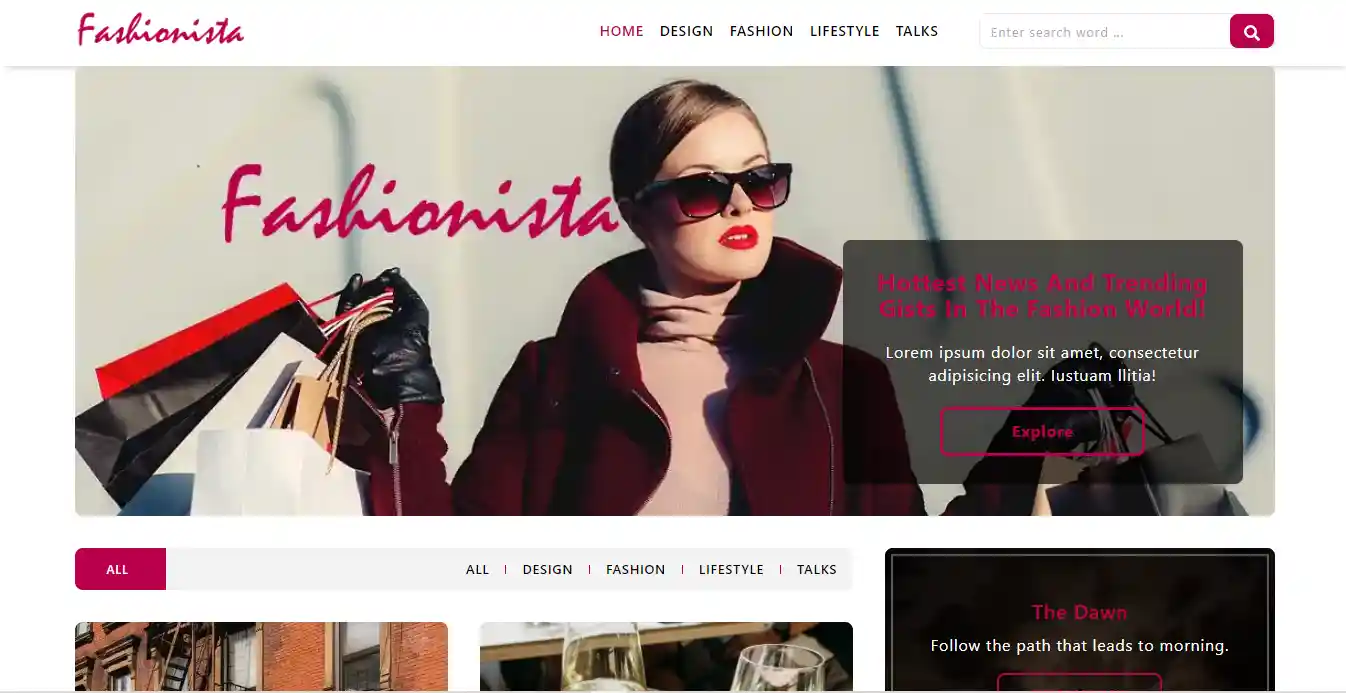 Fashionista
HOME DESIGN FASHION LIFESTYLE TALKS
Enter search word ...
Fashionista
Hottest News And Trending
Gists In The Fashion World!
Lorem ipsum dolor sit amet, consectetur
adipisicing elit. Iustuam llitia!
Explore
ALL
ALL | DESIGN | FASHION | LIFESTYLE | TALKS
The Dawn
Follow the path that leads to morning.